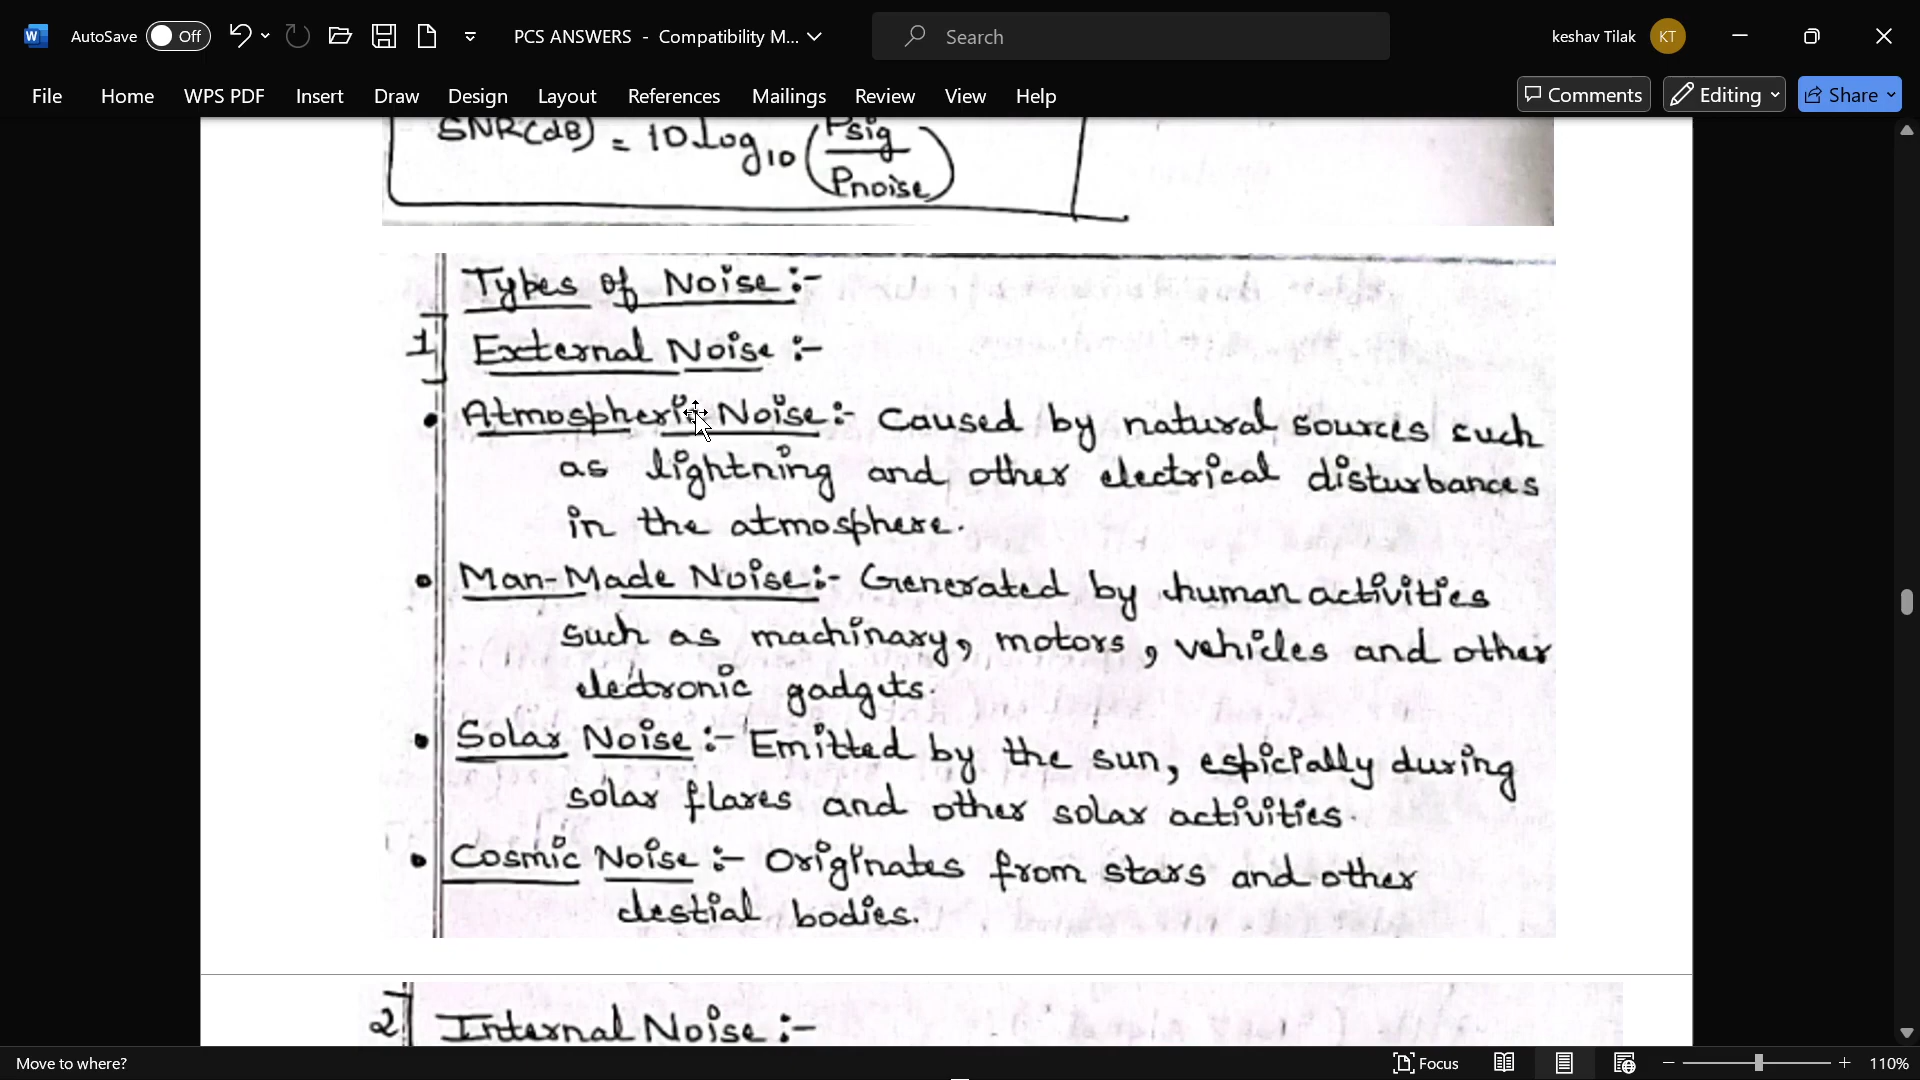 AutoSave Off PCS ANSWERS - Compatibility M... Search keshav Tilak KT
File Home WPS PDF Insert Draw Design Layout References Mailings Review View Help Comments Editing Share
SNR(dB) = 10.log10 (Psig / Pnoise)
Types of Noise :-
1] External Noise :-
• Atmospheric Noise :- Caused by natural sources such
as lightning and other electrical disturbances
in the atmosphere.
• Man-Made Noise :- Generated by human activities
such as machinary, motors, vehicles and other
electronic gadgets.
• Solar Noise :- Emitted by the sun, espicially during
solar flares and other solar activities.
• Cosmic Noise :- Originates from stars and other
clestial bodies.
2] Internal Noise :-
Move to where? Focus 110%